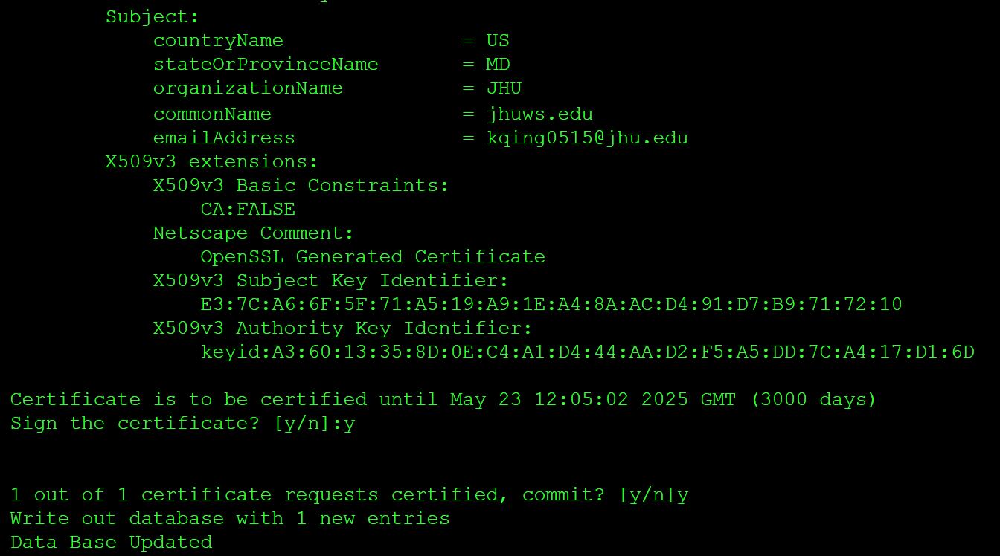 Subject:
countryName = US
stateOrProvinceName = MD
organizationName = JHU
commonName = jhuws.edu
emailAddress = kqing0515@jhu.edu
X509v3 extensions:
X509v3 Basic Constraints:
CA:FALSE
Netscape Comment:
OpenSSL Generated Certificate
X509v3 Subject Key Identifier:
E3:7C:A6:6F:5F:71:A5:19:A9:1E:A4:8A:AC:D4:91:D7:B9:71:72:10
X509v3 Authority Key Identifier:
keyid:A3:60:13:35:8D:0E:C4:A1:D4:44:AA:D2:F5:A5:DD:7C:A4:17:D1:6D
Certificate is to be certified until May 23 12:05:02 2025 GMT (3000 days)
Sign the certificate? [y/n]:y
1 out of 1 certificate requests certified, commit? [y/n]y
Write out database with 1 new entries
Data Base Updated